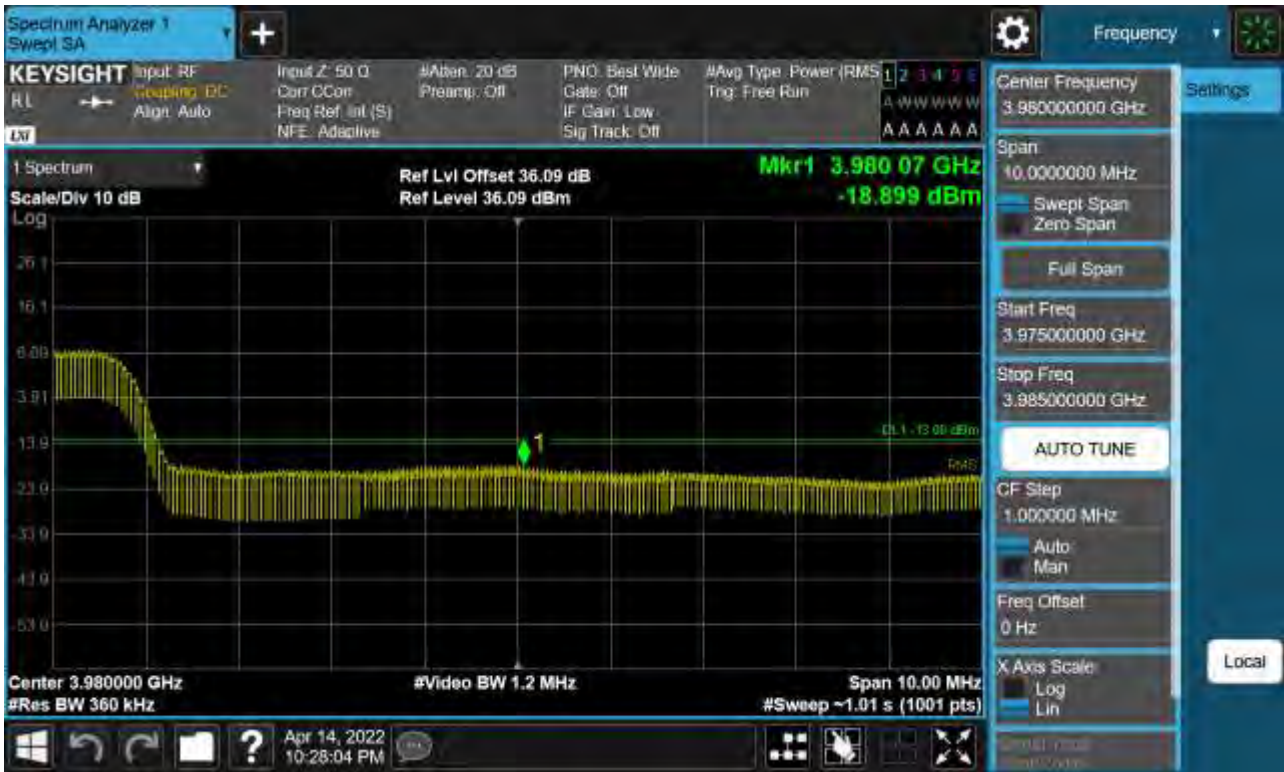 Spectrum Analyzer 1
Swept SA
Frequency
KEYSIGHT
Input: RF
Coupling: DC
Align: Auto
Input Z: 50 Ω
Corr CCorr
Freq Ref: Int (S)
NFE: Adaptive
#Atten: 20 dB
Preamp: Off
PNO: Best Wide
Gate: Off
IF Gain: Low
Sig Track: Off
#Avg Type: Power (RMS
Trig: Free Run
1 2 3 4 5 6
A W W W W W
A A A A A A
RL
LXI
Center Frequency
3.980000000 GHz
Settings
Span
10.0000000 MHz
Swept Span
Zero Span
Full Span
Start Freq
3.975000000 GHz
Stop Freq
3.985000000 GHz
AUTO TUNE
CF Step
1.000000 MHz
Auto
Man
Freq Offset
0 Hz
X Axis Scale
Log
Lin
Local
1 Spectrum
Scale/Div 10 dB
Log
Ref Lvl Offset 36.09 dB
Ref Level 36.09 dBm
Mkr1 3.980 07 GHz
-18.899 dBm
26.1
16.1
6.09
-3.91
-13.9
-23.9
-33.9
-43.9
-53.9
1
DL1 -13.00 dBm
RMS
Center 3.980000 GHz
#Res BW 360 kHz
#Video BW 1.2 MHz
Span 10.00 MHz
#Sweep ~1.01 s (1001 pts)
?
Apr 14, 2022
10:28:04 PM